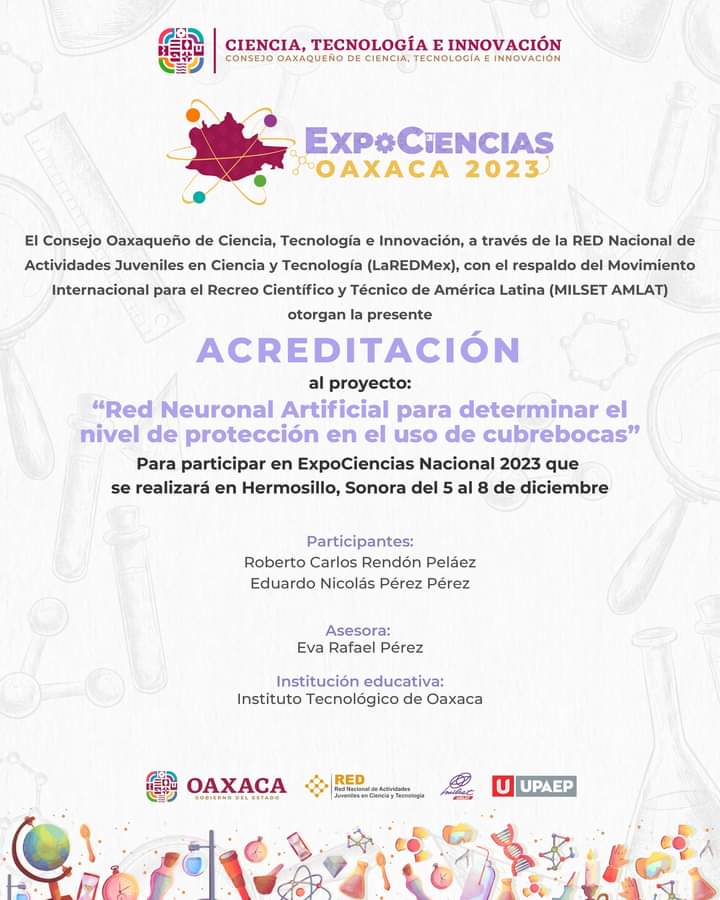 CIENCIA, TECNOLOGÍA E INNOVACIÓN
CONSEJO OAXAQUEÑO DE CIENCIA, TECNOLOGÍA E INNOVACIÓN
EXPOCIENCIAS
OAXACA 2023
El Consejo Oaxaqueño de Ciencia, Tecnología e Innovación, a través de la RED Nacional de
Actividades Juveniles en Ciencia y Tecnología (LaREDMex), con el respaldo del Movimiento
Internacional para el Recreo Científico y Técnico de América Latina (MILSET AMLAT)
otorgan la presente
ACREDITACIÓN
al proyecto:
“Red Neuronal Artificial para determinar el
nivel de protección en el uso de cubrebocas”
Para participar en ExpoCiencias Nacional 2023 que
se realizará en Hermosillo, Sonora del 5 al 8 de diciembre
Participantes:
Roberto Carlos Rendón Peláez
Eduardo Nicolás Pérez Pérez
Asesora:
Eva Rafael Pérez
Institución educativa:
Instituto Tecnológico de Oaxaca
OAXACA
GOBIERNO DEL ESTADO
RED
Red Nacional de Actividades
Juveniles en Ciencia y Tecnología
milset
AMLAT
U UPAEP